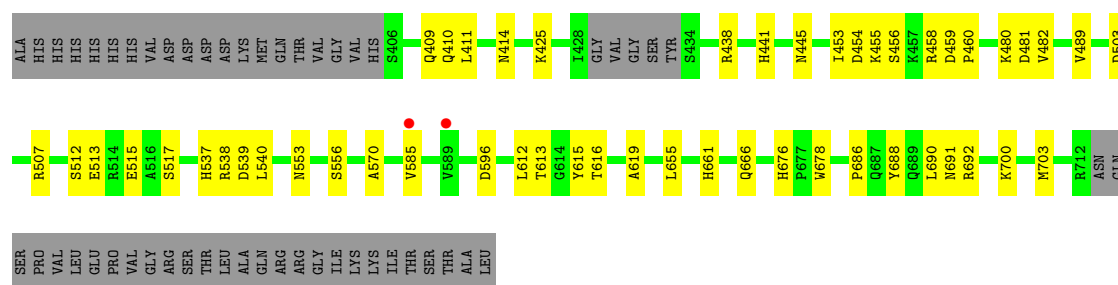 ALA HIS HIS HIS HIS HIS HIS HIS VAL ASP ASP ASP ASP LYS MET GLN THR VAL GLY VAL HIS S406 Q409 Q410 L411 N414 K425 I428 GLY VAL GLY SER TYR S434 R438 H441 N445 I453 D454 K455 S456 K457 R458 D459 P460 K480 D481 V482 V489 D503
R507 S512 E513 R514 E515 A516 S517 H537 R538 D539 L540 N553 S556 A570 V585 V589 D596 L612 T613 G614 Y615 T616 A619 L655 H661 Q666 H676 P677 W678 P686 Q687 Y688 Q689 L690 N691 R692 K700 M703 R712 ASN GLN
SER PRO VAL LEU GLU PRO VAL GLY ARG SER THR LEU ALA GLN ARG ARG GLY ILE LYS LYS ILE THR SER THR ALA LEU